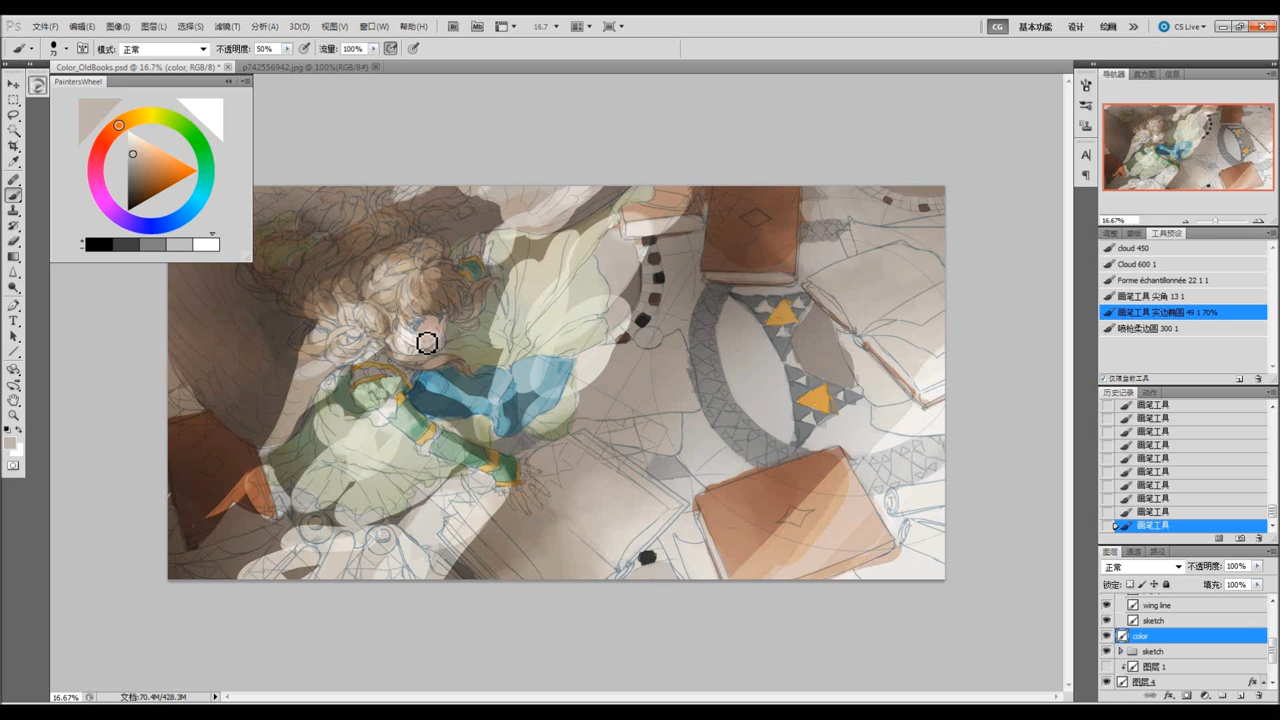 Ps 文件(F) 编辑(E) 图像(I) 图层(L) 选择(S) 滤镜(T) 分析(A) 3D(D) 视图(V) 窗口(W) 帮助(H) Br Mb 16.7 CG 基本功能 设计 绘画 CS Live
73 模式: 正常 不透明度: 50% 流量: 100%
Color_OldBooks.psd @ 16.7% (color, RGB/8) * p742556942.jpg @ 100%(RGB/8#)
PaintersWheel
导航器 直方图 信息
16.67%
调整 蒙版 工具预设
cloud 450
Cloud 600 1
Forme échantillonnée 22 1 1
画笔工具 尖角 13 1
画笔工具 实边椭圆 49 1 70%
喷枪柔边圆 300 1
仅限当前工具
历史记录 动作
画笔工具
画笔工具
画笔工具
画笔工具
画笔工具
画笔工具
画笔工具
画笔工具
画笔工具
画笔工具
图层 通道 路径
正常 不透明度: 100%
锁定: 填充: 100%
wing line
sketch
color
sketch
图层 1
图层 4 fx
16.67% 文档:70.4M/428.3M